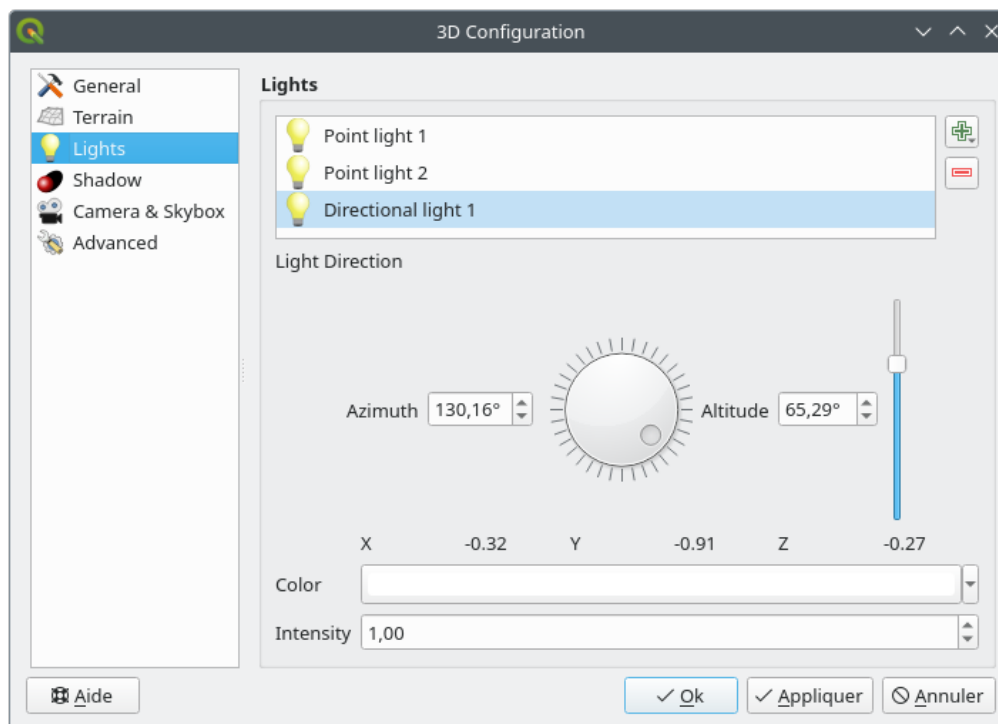 3D Configuration
General
Terrain
Lights
Shadow
Camera & Skybox
Advanced
Lights
Point light 1
Point light 2
Directional light 1
Light Direction
Azimuth 130,16° Altitude 65,29°
X -0.32 Y -0.91 Z -0.27
Color
Intensity 1,00
Aide Ok Appliquer Annuler